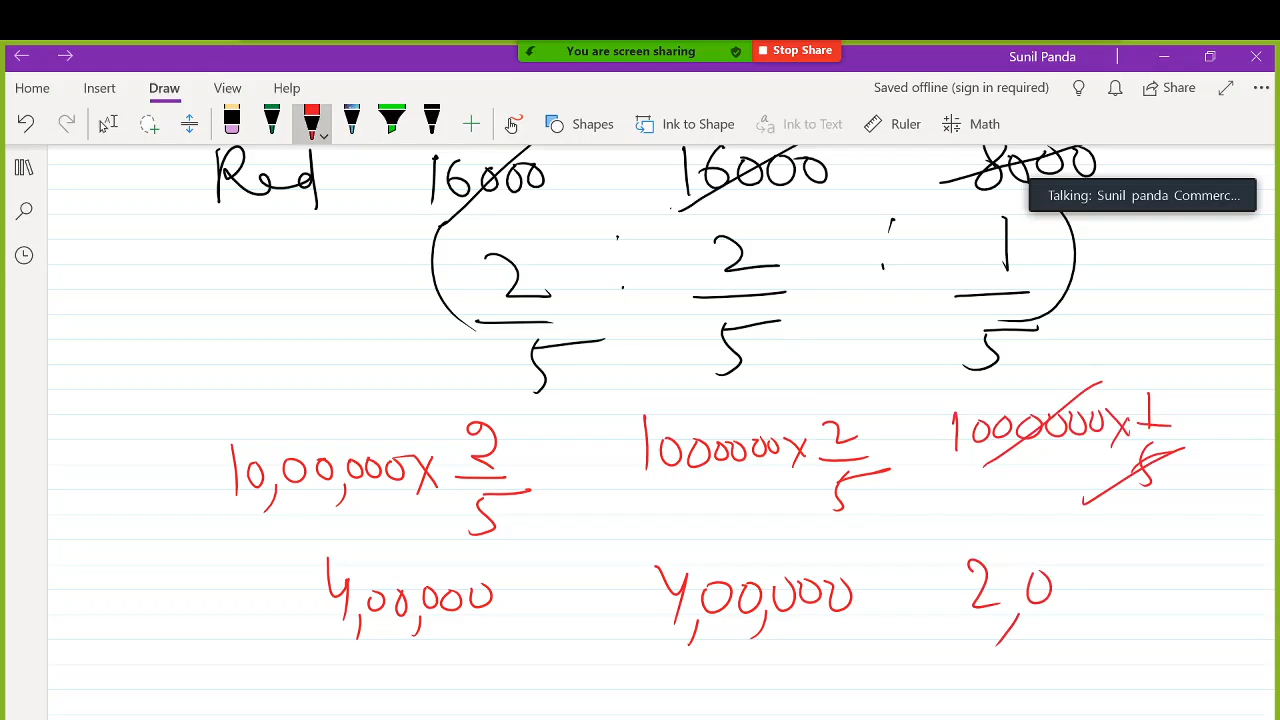 You are screen sharing Stop Share
Sunil Panda
Home Insert Draw View Help Saved offline (sign in required) Share
Shapes Ink to Shape Ink to Text Ruler Math
Red 16000 16000 8000
Talking: Sunil panda Commerc...
2 : 2 : 1
5 5 5
10,00,000 x 2/5 1000000 x 2/5 1000000 x 1/5
4,00,000 4,00,000 2,0